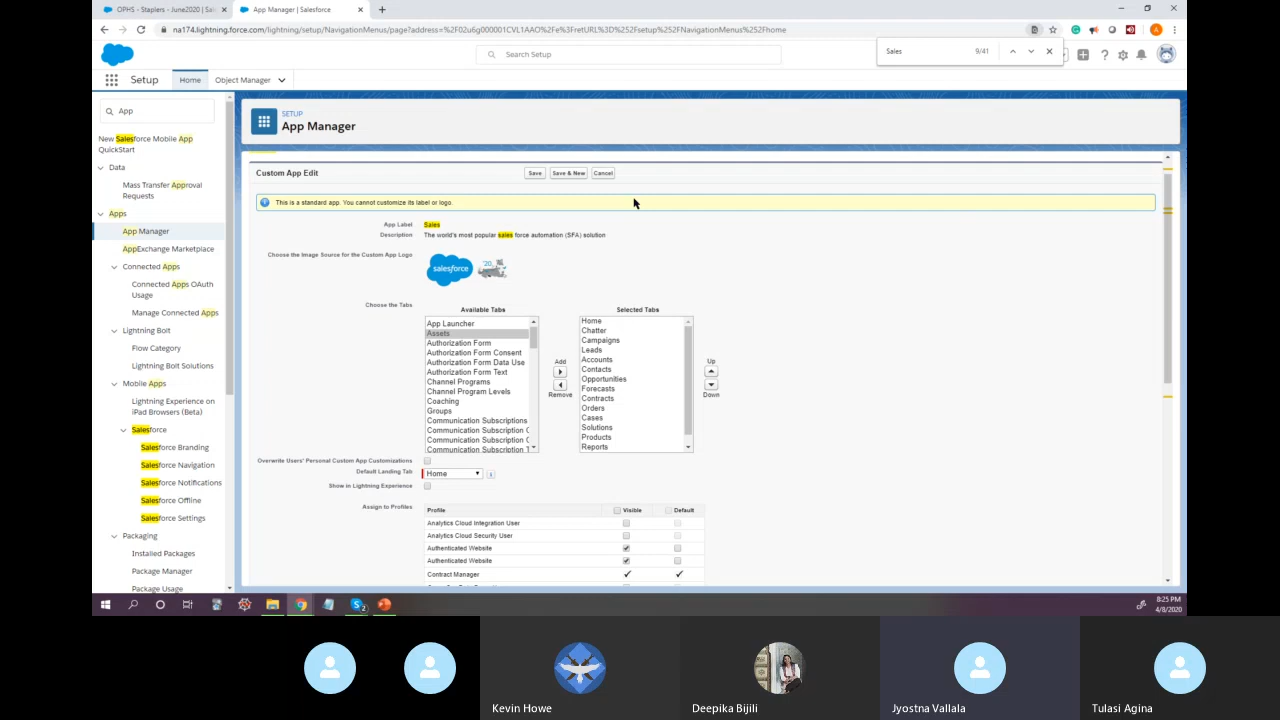 OPHS - Staplers - June2020 | Sal
App Manager | Salesforce
na174.lightning.force.com/lightning/setup/NavigationMenus/page?address=%2F02u6g000001CVL1AAO%2Fe%3FretURL%3D%252Fsetup%252FNavigationMenus%252Fhome
Sales
9/41
Search Setup
Setup
Home
Object Manager
App
SETUP
App Manager
New Salesforce Mobile App
QuickStart
Data
Mass Transfer Approval
Requests
Apps
App Manager
AppExchange Marketplace
Connected Apps
Connected Apps OAuth
Usage
Manage Connected Apps
Lightning Bolt
Flow Category
Lightning Bolt Solutions
Mobile Apps
Lightning Experience on
iPad Browsers (Beta)
Salesforce
Salesforce Branding
Salesforce Navigation
Salesforce Notifications
Salesforce Offline
Salesforce Settings
Packaging
Installed Packages
Package Manager
Package Usage
Custom App Edit
Save
Save & New
Cancel
This is a standard app. You cannot customize its label or logo.
App Label
Sales
Description
The world's most popular sales force automation (SFA) solution
Choose the Image Source for the Custom App Logo
salesforce
'20
Choose the Tabs
Available Tabs
App Launcher
Assets
Authorization Form
Authorization Form Consent
Authorization Form Data Use
Authorization Form Text
Channel Programs
Channel Program Levels
Coaching
Groups
Communication Subscriptions
Communication Subscription C
Communication Subscription C
Communication Subscription T
Add
Remove
Selected Tabs
Home
Chatter
Campaigns
Leads
Accounts
Contacts
Opportunities
Forecasts
Contracts
Orders
Cases
Solutions
Products
Reports
Up
Down
Overwrite Users' Personal Custom App Customizations
Default Landing Tab
Home
Show in Lightning Experience
Assign to Profiles
Profile
Visible
Default
Analytics Cloud Integration User
Analytics Cloud Security User
Authenticated Website
Authenticated Website
Contract Manager
2
8:25 PM
4/8/2020
Kevin Howe
Deepika Bijili
Jyostna Vallala
Tulasi Agina